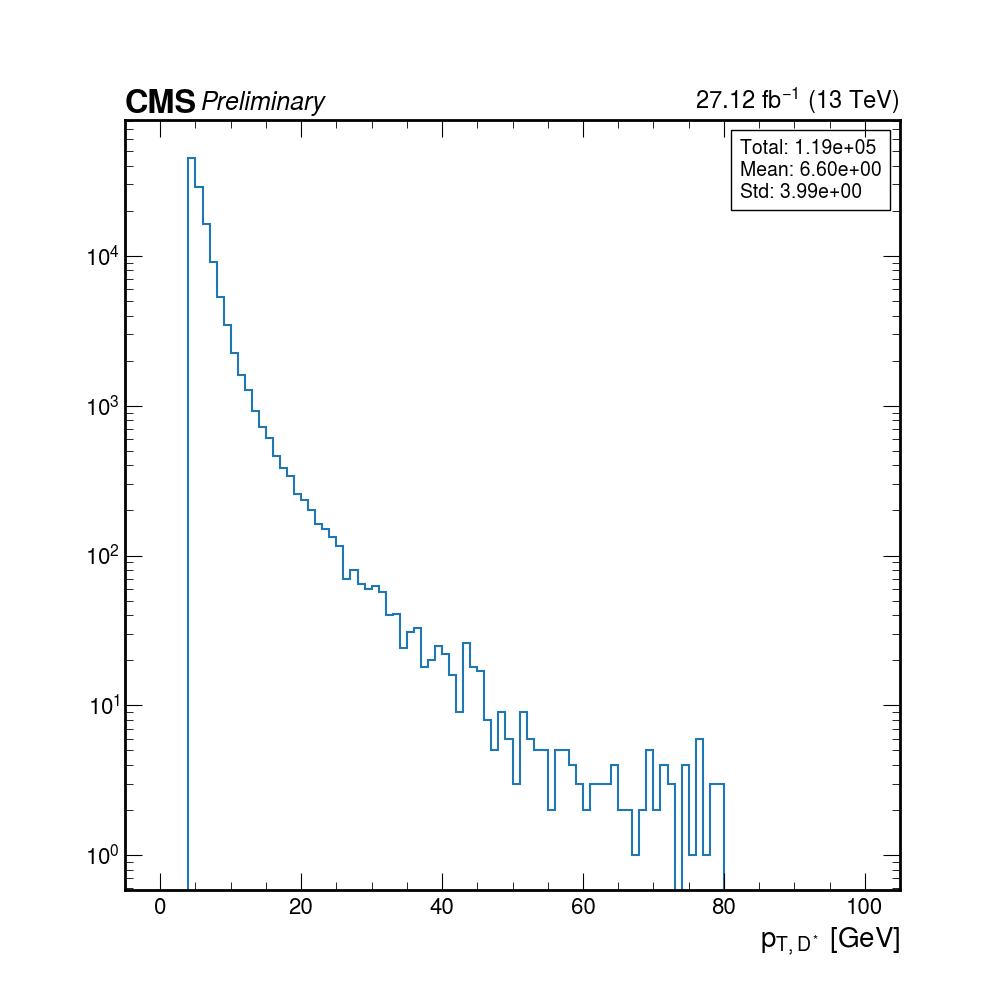 CMS Preliminary 27.12 fb⁻¹ (13 TeV)
Total: 1.19e+05
Mean: 6.60e+00
Std: 3.99e+00
10⁴
10³
10²
10¹
10⁰
0 20 40 60 80 100
p_{T, D^*} [GeV]